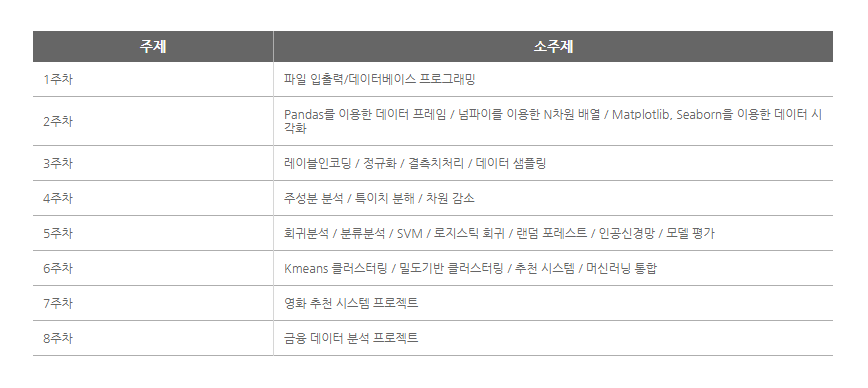 주제 소주제
1주차 파일 입출력/데이터베이스 프로그래밍
2주차 Pandas를 이용한 데이터 프레임 / 넘파이를 이용한 N차원 배열 / Matplotlib, Seaborn을 이용한 데이터 시
각화
3주차 레이블인코딩 / 정규화 / 결측치처리 / 데이터 샘플링
4주차 주성분 분석 / 특이치 분해 / 차원 감소
5주차 회귀분석 / 분류분석 / SVM / 로지스틱 회귀 / 랜덤 포레스트 / 인공신경망 / 모델 평가
6주차 Kmeans 클러스터링 / 밀도기반 클러스터링 / 추천 시스템 / 머신러닝 통합
7주차 영화 추천 시스템 프로젝트
8주차 금융 데이터 분석 프로젝트